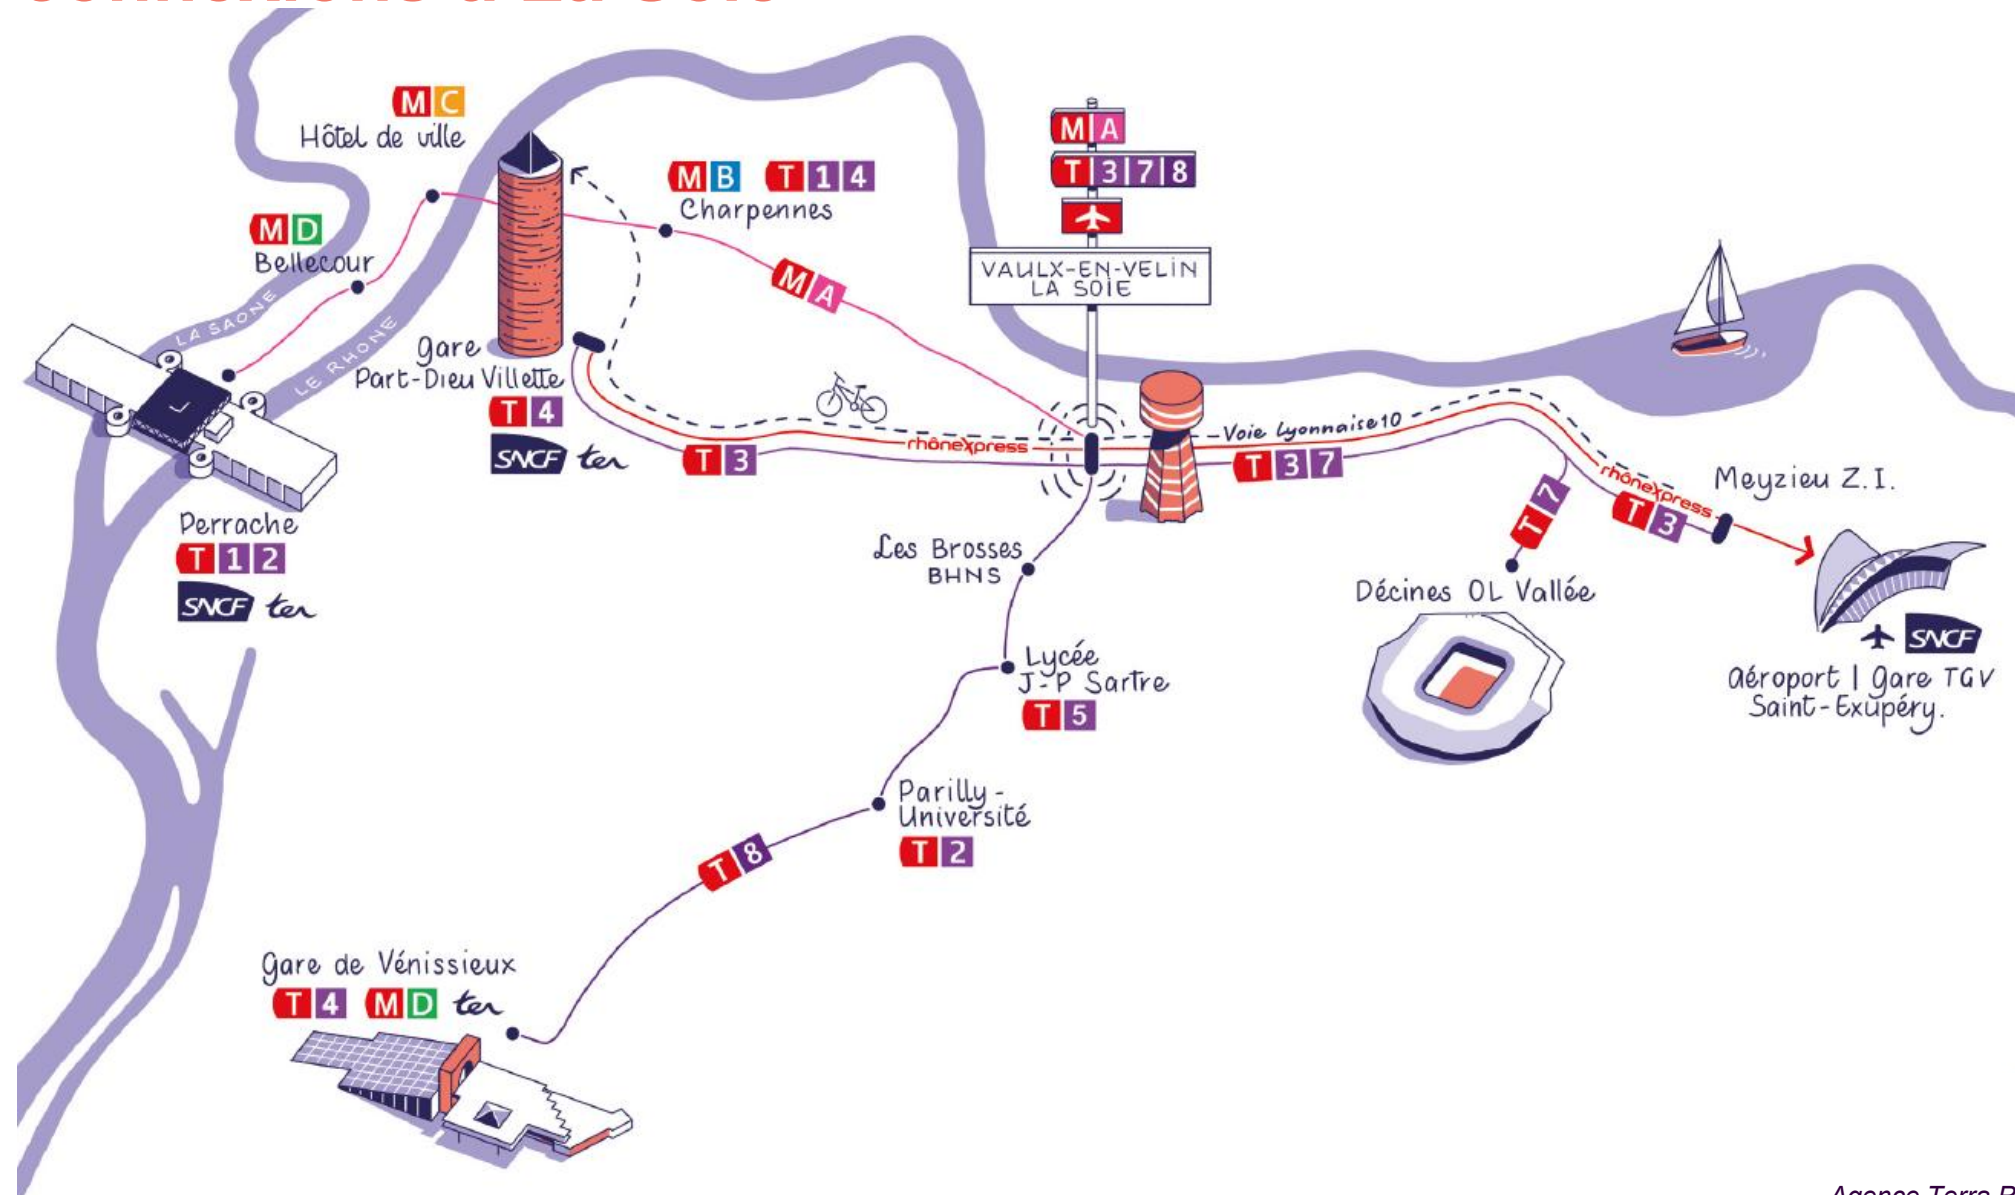 M C
Hôtel de ville
M D
Bellecour
LA SAONE
LE RHONE
M B T 1 4
Charpennes
M A
M A
T 3 7 8
VAULX-EN-VELIN
LA SOIE
Gare
Part-Dieu Villette
T 4
SNCF ter
T 3
rhônexpress
Voie Lyonnaise 10
T 3 7
rhônexpress
T 3
T 7
Meyzieu Z.I.
Perrache
T 1 2
SNCF ter
Les Brosses
BHNS
Décines OL Vallée
SNCF
Aéroport | Gare TGV
Saint-Exupéry.
Lycée
J-P Sartre
T 5
Parilly -
Université
T 2
T 8
Gare de Vénissieux
T 4 M D ter